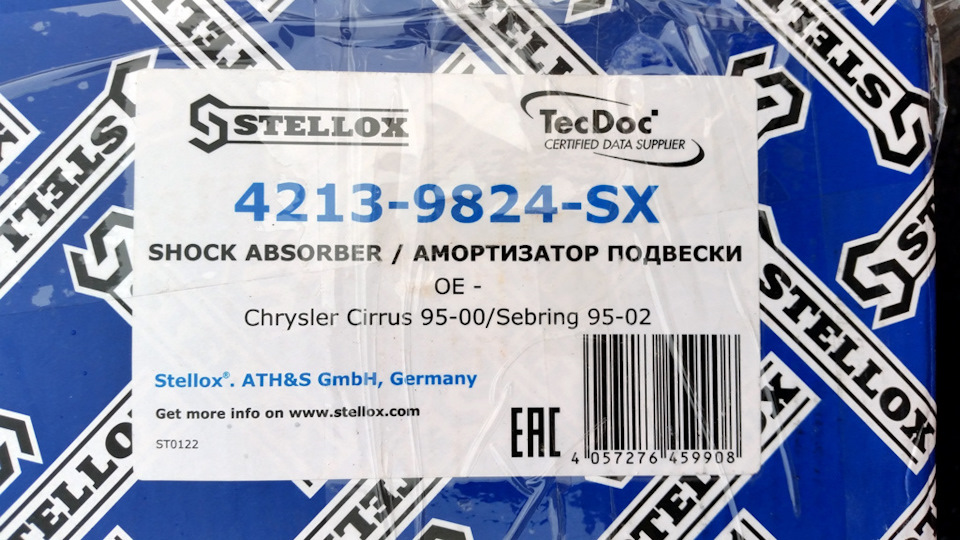 STELLOX
TecDoc
CERTIFIED DATA SUPPLIER
4213-9824-SX
SHOCK ABSORBER / АМОРТИЗАТОР ПОДВЕСКИ
OE -
Chrysler Cirrus 95-00/Sebring 95-02
Stellox®. ATH&S GmbH, Germany
Get more info on www.stellox.com
ST0122
EAC
4 057276 459908